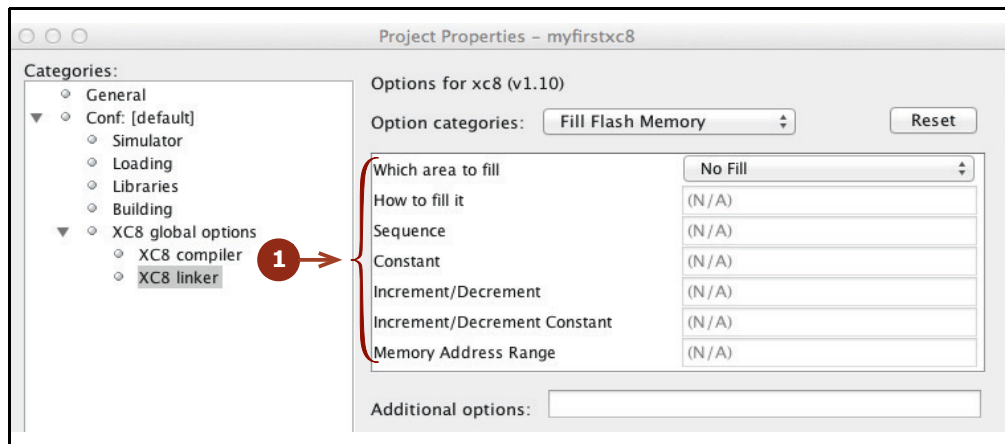 Project Properties – myfirstxc8
Categories:
General
Conf: [default]
Simulator
Loading
Libraries
Building
XC8 global options
XC8 compiler
XC8 linker
Options for xc8 (v1.10)
Option categories: Fill Flash Memory Reset
1
Which area to fill No Fill
How to fill it (N/A)
Sequence (N/A)
Constant (N/A)
Increment/Decrement (N/A)
Increment/Decrement Constant (N/A)
Memory Address Range (N/A)
Additional options: